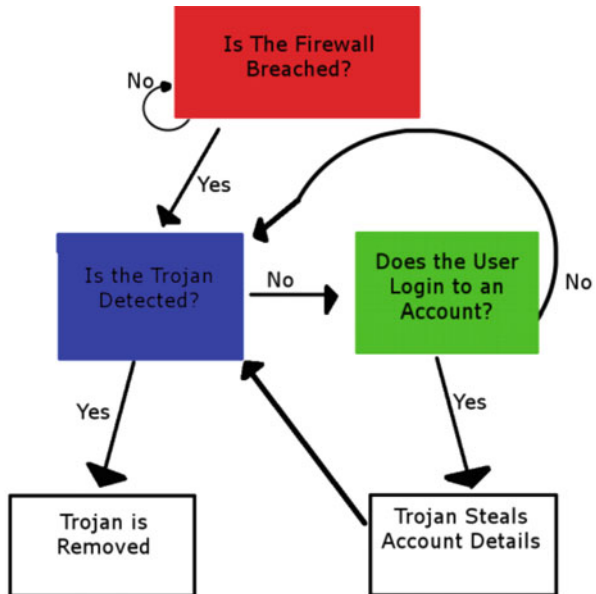 Is The Firewall
Breached?
No
Yes
Is the Trojan
Detected?
No
Does the User
Login to an
Account?
No
Yes
Yes
Trojan is
Removed
Trojan Steals
Account Details